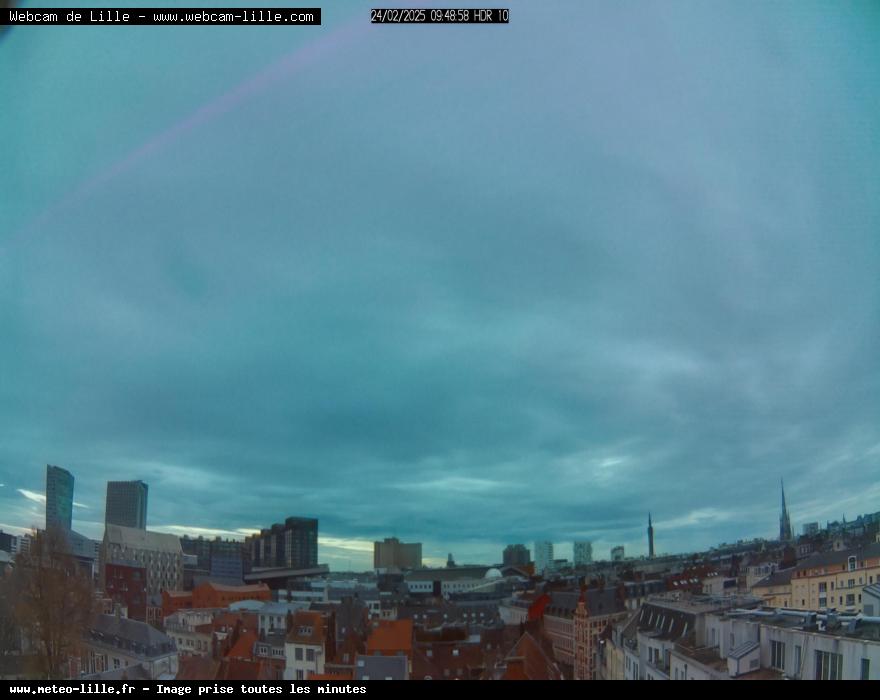 Webcam de Lille - www.webcam-lille.com
24/02/2025 09:48:58 HDR 10
www.meteo-lille.fr - Image prise toutes les minutes